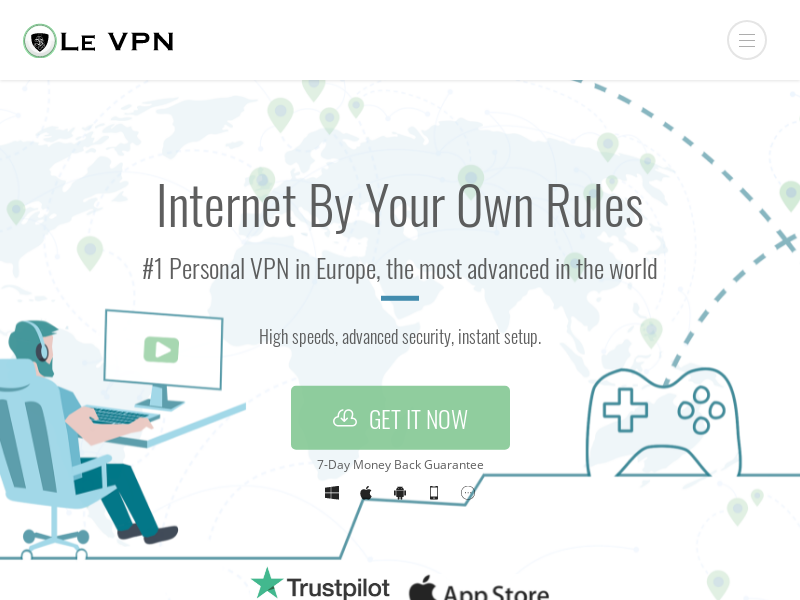 LE VPN
Internet By Your Own Rules
#1 Personal VPN in Europe, the most advanced in the world
High speeds, advanced security, instant setup.
GET IT NOW
7-Day Money Back Guarantee
Trustpilot
App Store